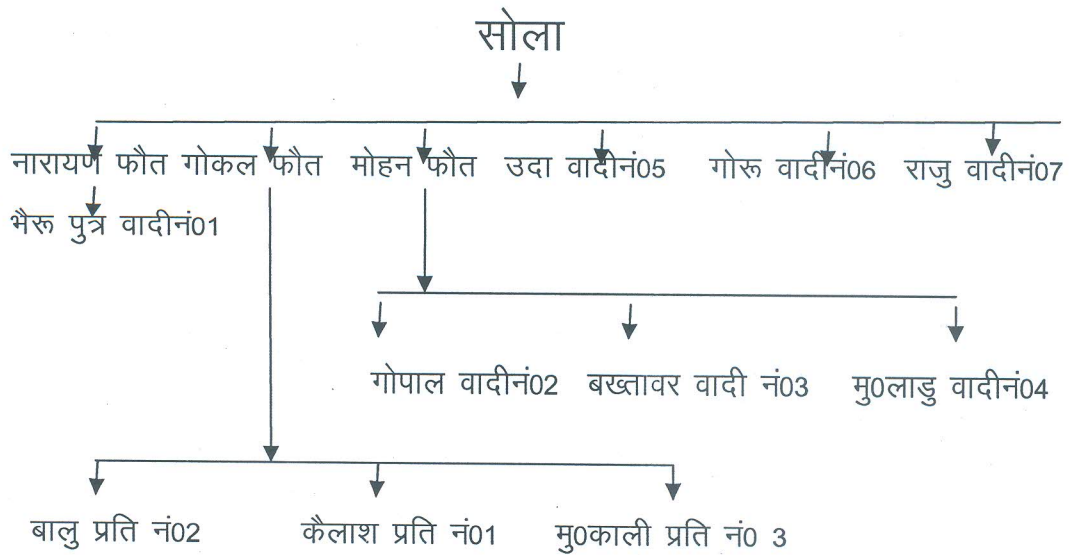 सोला
नारायण फौत गोकल फौत मोहन फौत उदा वादीनं05 गोरू वादीनं06 राजु वादीनं07
भैरू पुत्र वादीनं01
गोपाल वादीनं02 बख्तावर वादी नं03 मु0लाडु वादीनं04
बालु प्रति नं02 कैलाश प्रति नं01 मु0काली प्रति नं0 3